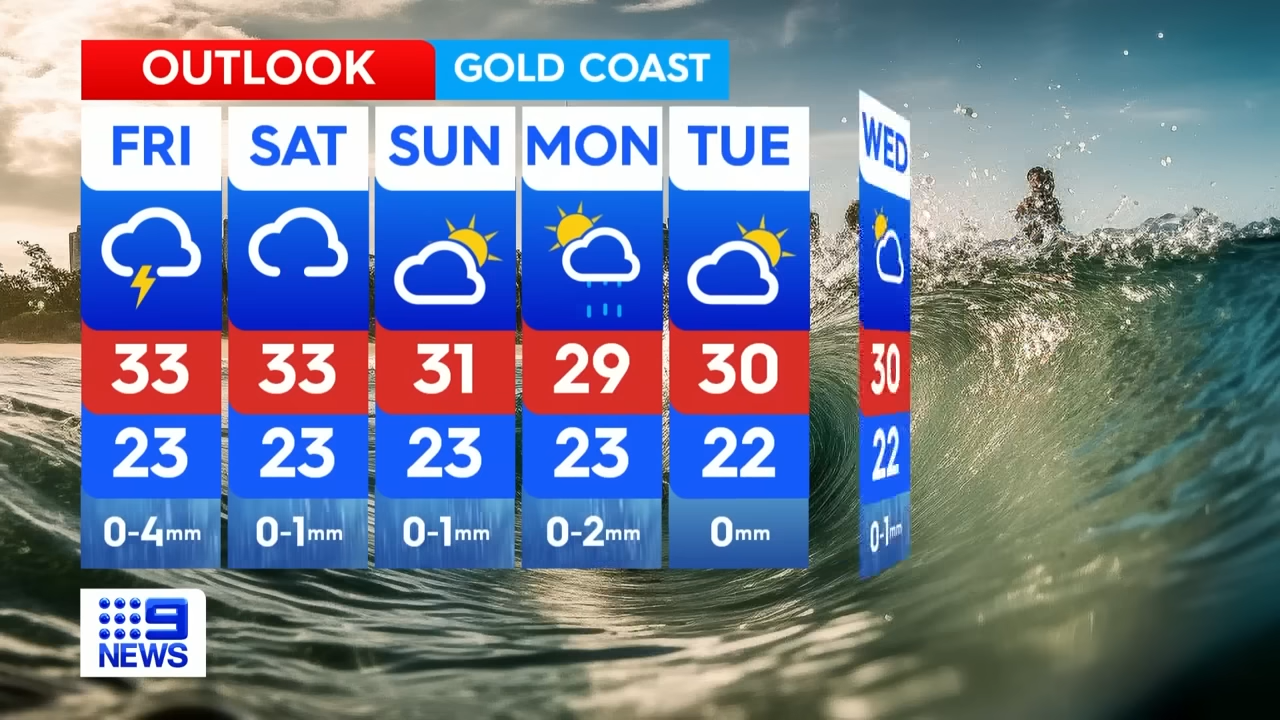 OUTLOOK GOLD COAST
FRI SAT SUN MON TUE WED
33 33 31 29 30 30
23 23 23 23 22 22
0-4mm 0-1mm 0-1mm 0-2mm 0mm 0-1mm
9
NEWS